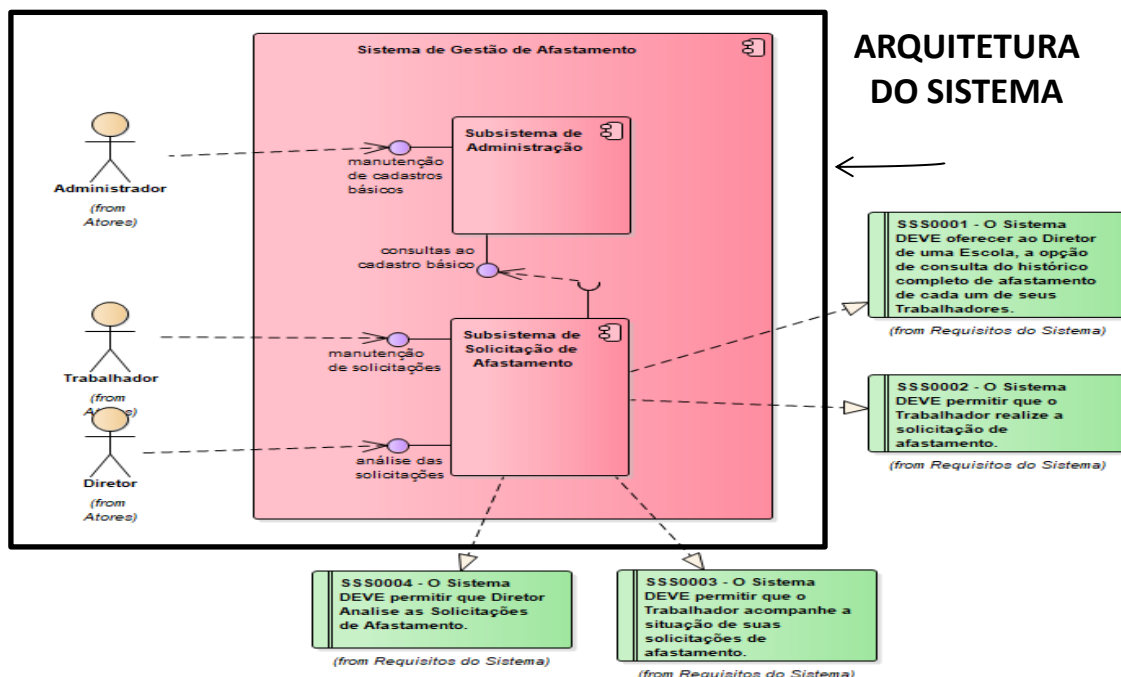 ARQUITETURA
DO SISTEMA
Sistema de Gestão de Afastamento
Subsistema de
Administração
manutenção
de cadastros
básicos
Administrador
(from
Atores)
consultas ao
cadastro básico
Subsistema de
Solicitação de
Afastamento
manutenção
de solicitações
Trabalhador
(from
Atores)
análise das
solicitações
Diretor
(from
Atores)
SSS0001 - O Sistema
DEVE oferecer ao Diretor
de uma Escola, a opção
de consulta do histórico
completo de afastamento
de cada um de seus
Trabalhadores.
(from Requisitos do Sistema)
SSS0002 - O Sistema
DEVE permitir que o
Trabalhador realize a
solicitação de
afastamento.
(from Requisitos do Sistema)
SSS0004 - O Sistema
DEVE permitir que Diretor
Analise as Solicitações
de Afastamento.
(from Requisitos do Sistema)
SSS0003 - O Sistema
DEVE permitir que o
Trabalhador acompanhe a
situação de suas
solicitações de
afastamento.
(from Requisitos do Sistema)